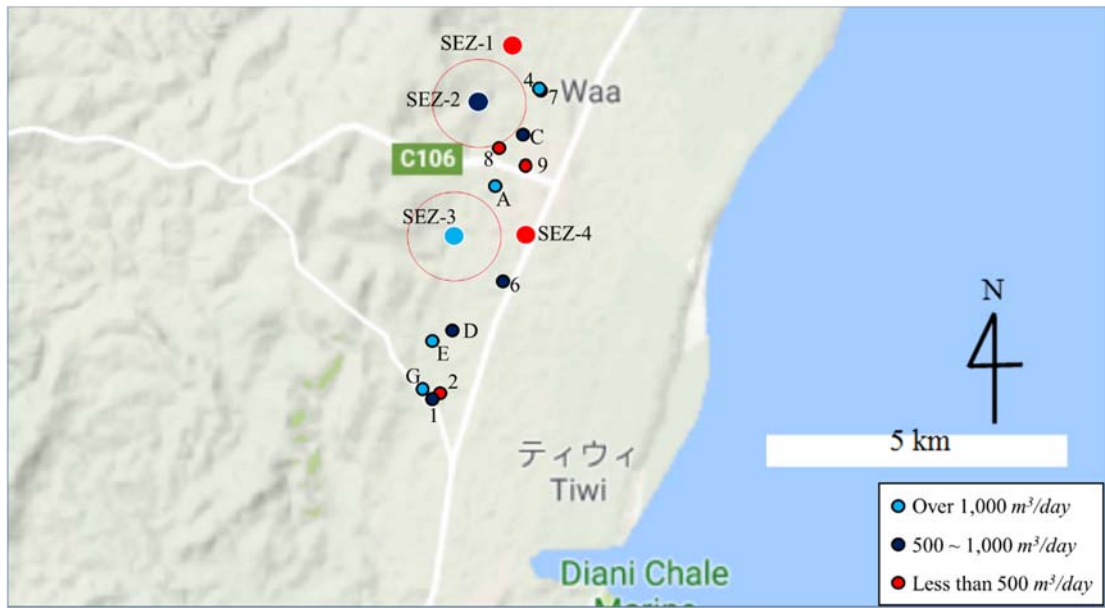 SEZ-1
4
7
Waa
SEZ-2
C
8
C106
9
A
SEZ-3
SEZ-4
6
D
E
G
2
1
N
5 km
ティウィ
Tiwi
Over 1,000 m³/day
500 ~ 1,000 m³/day
Less than 500 m³/day
Diani Chale